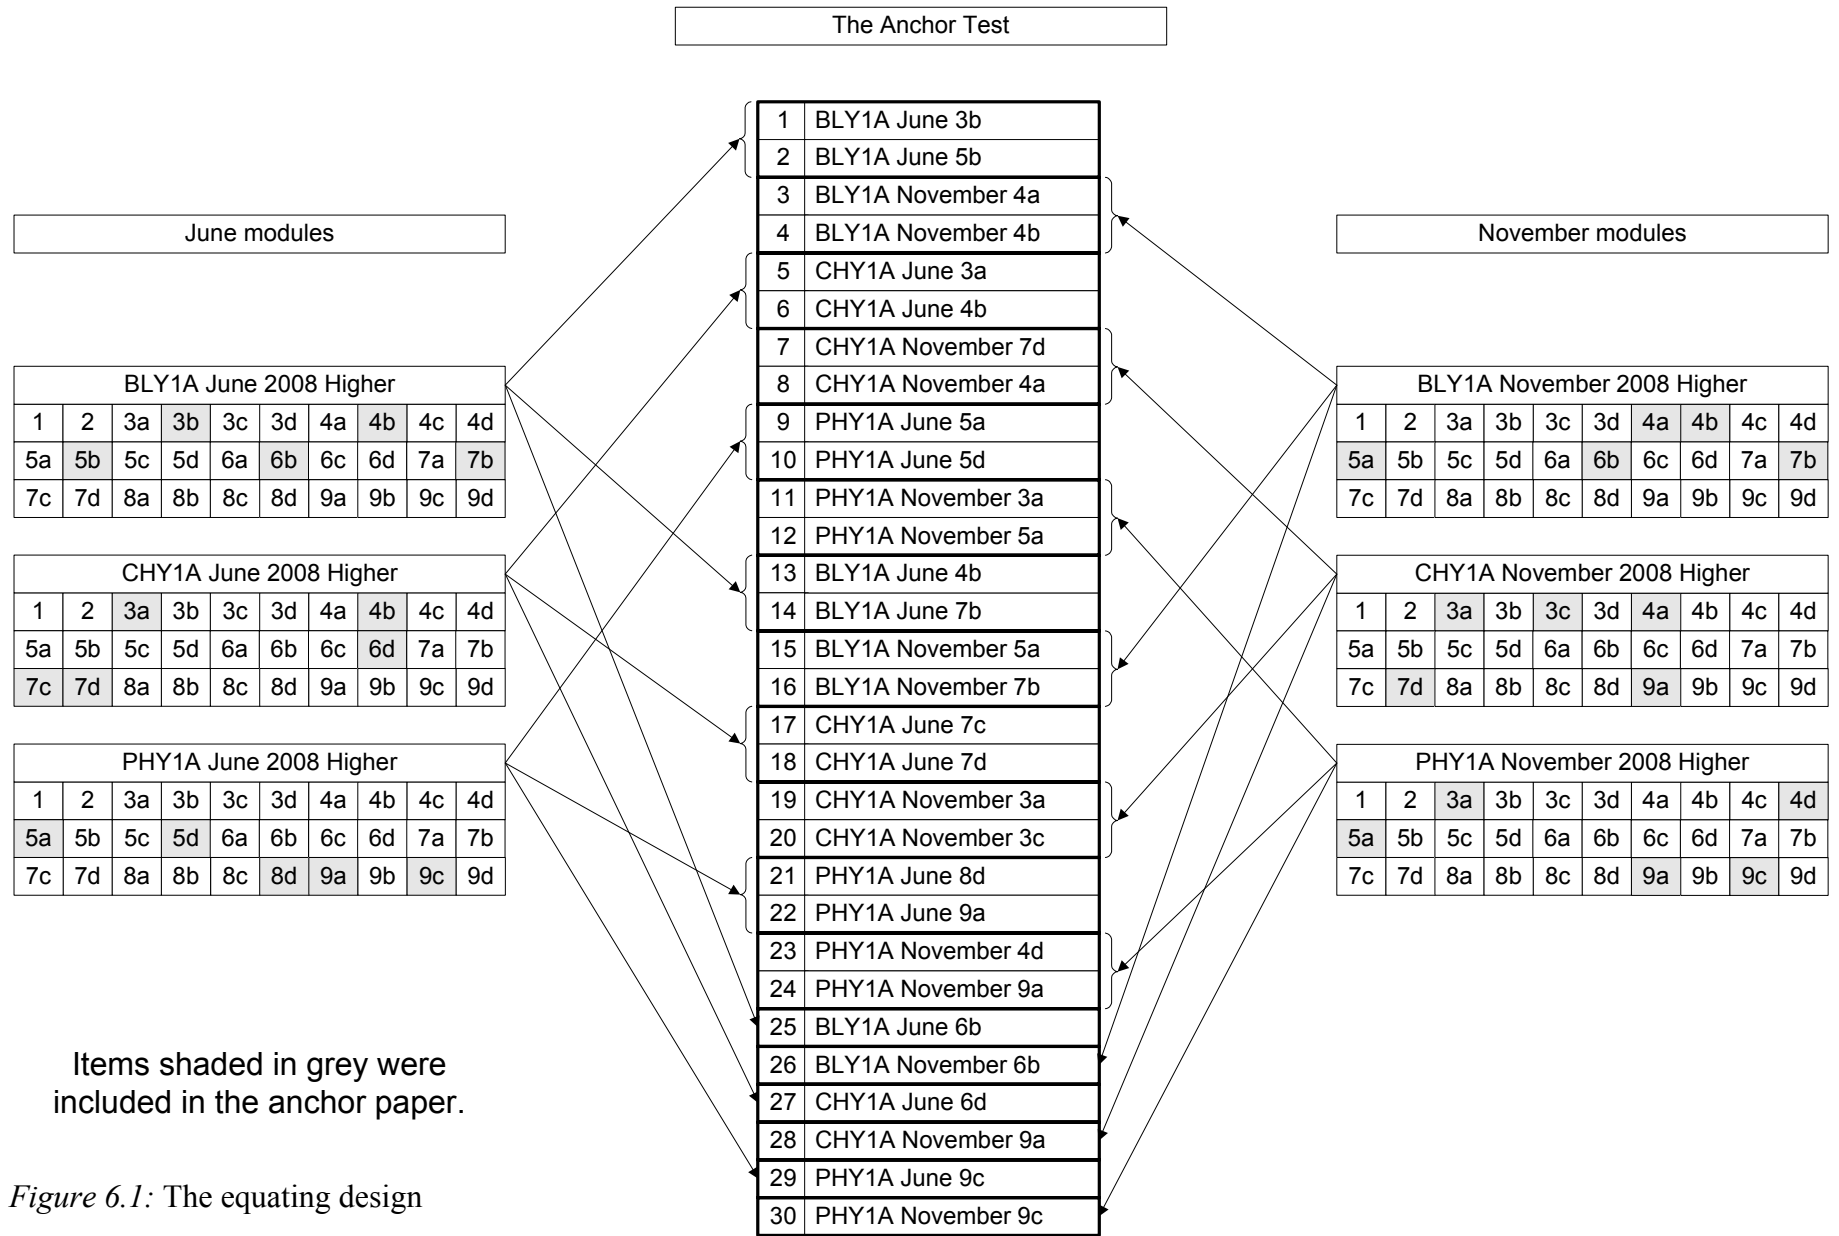 The Anchor Test
June modules
BLY1A June 2008 Higher
1 2 3a 3b 3c 3d 4a 4b 4c 4d
5a 5b 5c 5d 6a 6b 6c 6d 7a 7b
7c 7d 8a 8b 8c 8d 9a 9b 9c 9d
CHY1A June 2008 Higher
1 2 3a 3b 3c 3d 4a 4b 4c 4d
5a 5b 5c 5d 6a 6b 6c 6d 7a 7b
7c 7d 8a 8b 8c 8d 9a 9b 9c 9d
PHY1A June 2008 Higher
1 2 3a 3b 3c 3d 4a 4b 4c 4d
5a 5b 5c 5d 6a 6b 6c 6d 7a 7b
7c 7d 8a 8b 8c 8d 9a 9b 9c 9d
1 BLY1A June 3b
2 BLY1A June 5b
3 BLY1A November 4a
4 BLY1A November 4b
5 CHY1A June 3a
6 CHY1A June 4b
7 CHY1A November 7d
8 CHY1A November 4a
9 PHY1A June 5a
10 PHY1A June 5d
11 PHY1A November 3a
12 PHY1A November 5a
13 BLY1A June 4b
14 BLY1A June 7b
15 BLY1A November 5a
16 BLY1A November 7b
17 CHY1A June 7c
18 CHY1A June 7d
19 CHY1A November 3a
20 CHY1A November 3c
21 PHY1A June 8d
22 PHY1A June 9a
23 PHY1A November 4d
24 PHY1A November 9a
25 BLY1A June 6b
26 BLY1A November 6b
27 CHY1A June 6d
28 CHY1A November 9a
29 PHY1A June 9c
30 PHY1A November 9c
November modules
BLY1A November 2008 Higher
1 2 3a 3b 3c 3d 4a 4b 4c 4d
5a 5b 5c 5d 6a 6b 6c 6d 7a 7b
7c 7d 8a 8b 8c 8d 9a 9b 9c 9d
CHY1A November 2008 Higher
1 2 3a 3b 3c 3d 4a 4b 4c 4d
5a 5b 5c 5d 6a 6b 6c 6d 7a 7b
7c 7d 8a 8b 8c 8d 9a 9b 9c 9d
PHY1A November 2008 Higher
1 2 3a 3b 3c 3d 4a 4b 4c 4d
5a 5b 5c 5d 6a 6b 6c 6d 7a 7b
7c 7d 8a 8b 8c 8d 9a 9b 9c 9d
Items shaded in grey were
included in the anchor paper.
Figure 6.1: The equating design